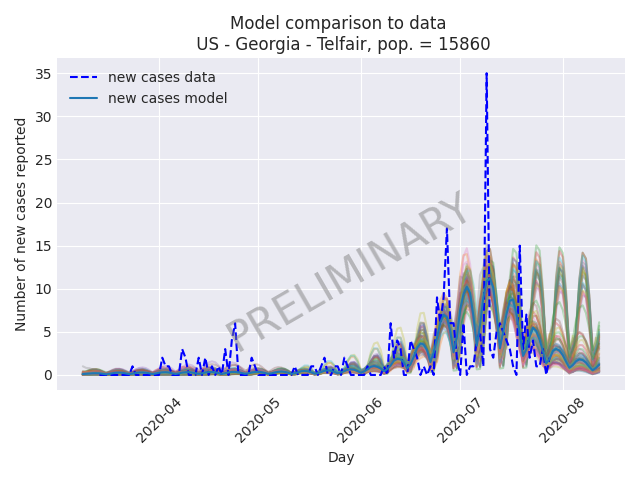 Model comparison to data
US - Georgia - Telfair, pop. = 15860
new cases data
new cases model
PRELIMINARY
Number of new cases reported
35
30
25
20
15
10
5
0
2020-04
2020-05
2020-06
2020-07
2020-08
Day